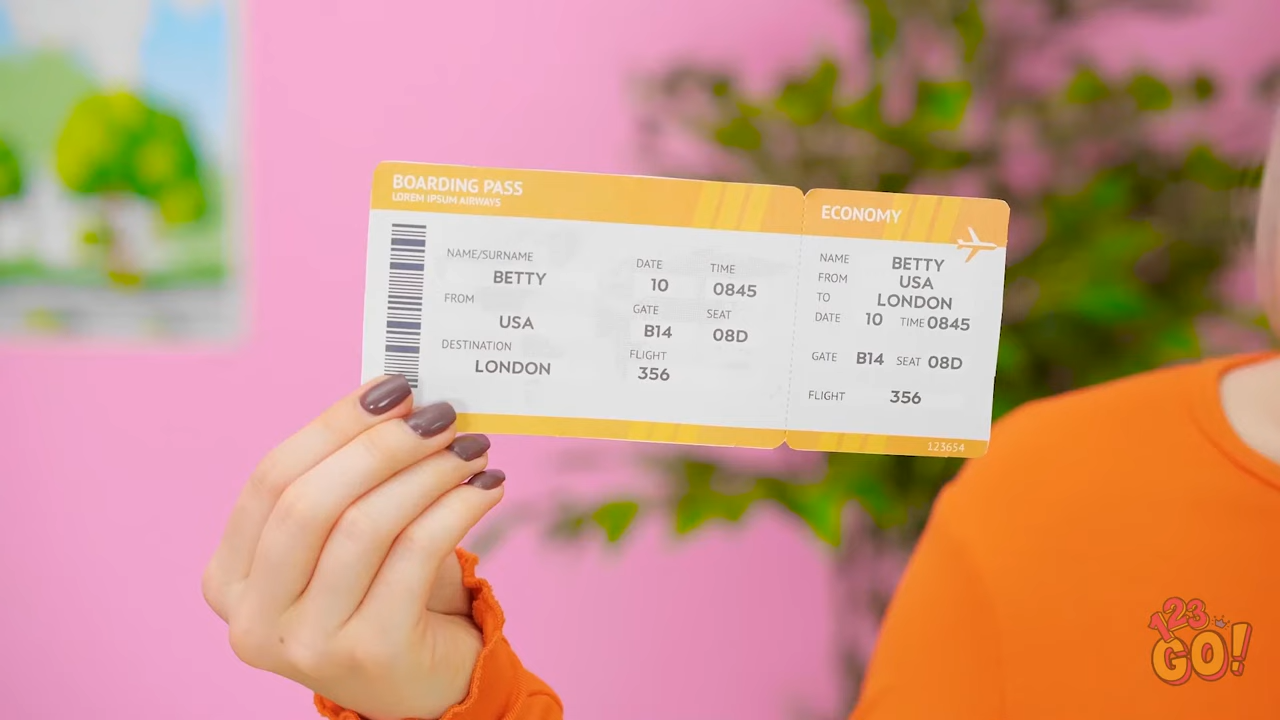 BOARDING PASS
LOREM IPSUM AIRWAYS
NAME/SURNAME
BETTY
FROM
USA
DESTINATION
LONDON
DATE TIME
10 0845
GATE SEAT
B14 08D
FLIGHT
356
ECONOMY
NAME BETTY
FROM USA
TO LONDON
DATE 10 TIME 0845
GATE B14 SEAT 08D
FLIGHT 356
123654
123
GO!